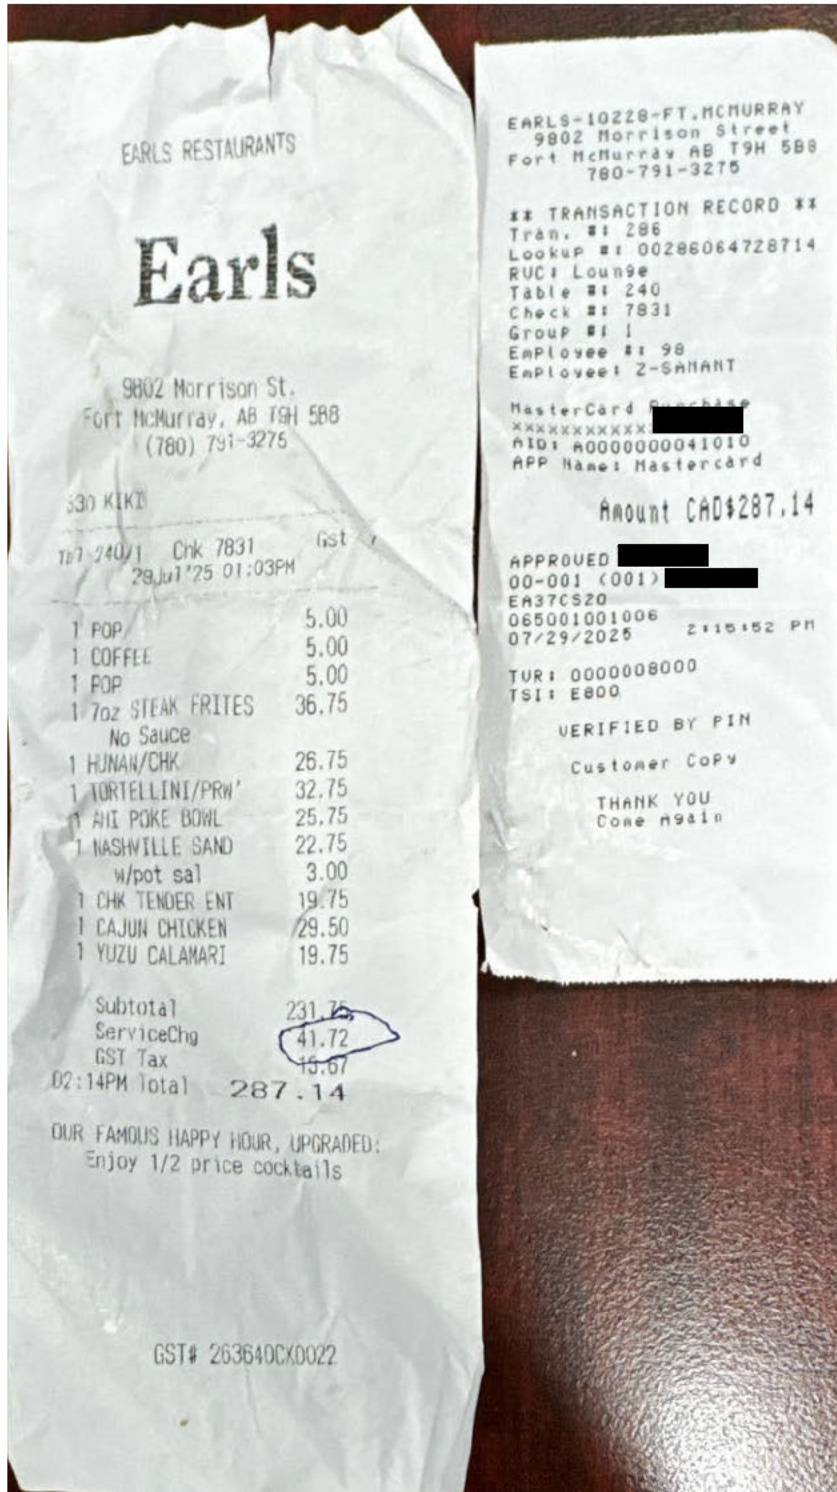 EARLS RESTAURANTS
Earls
9802 Morrison St.
Fort McMurray, AB T9H 5B8
(780) 791-3275
530 KIKI
Tbl 240/1 Chk 7831 Gst
29Jul'25 01:03PM
1 POP 5.00
1 COFFEE 5.00
1 POP 5.00
1 7oz STEAK FRITES 36.75
No Sauce
1 HUNAN/CHK 26.75
1 TORTELLINI/PRW' 32.75
1 AHI POKE BOWL 25.75
1 NASHVILLE SAND 22.75
w/pot sal 3.00
1 CHK TENDER ENT 19.75
1 CAJUN CHICKEN 29.50
1 YUZU CALAMARI 19.75
Subtotal 231.75
ServiceChg 41.72
GST Tax 13.67
02:14PM Total 287.14
OUR FAMOUS HAPPY HOUR, UPGRADED:
Enjoy 1/2 price cocktails
GST# 263640CK0022
EARLS-10228-FT.MCMURRAY
9802 Morrison Street
Fort McMurray AB T9H 5B8
780-791-3275
** TRANSACTION RECORD **
Tran. #: 286
Lookup #: 00286064728714
RVC: Lounge
Table #: 240
Check #: 7831
Group #: 1
Employee #: 98
Employee: Z-SAMANT
MasterCard Purchase
xxxxxxxxxxxx
AID: A0000000041010
APP Name: Mastercard
Amount CAD$287.14
APPROVED
00-001 (001)
EA37CS20
065001001006
07/29/2025 2:15:52 PM
TVR: 0000008000
TSI: E800
VERIFIED BY PIN
Customer Copy
THANK YOU
Come Again